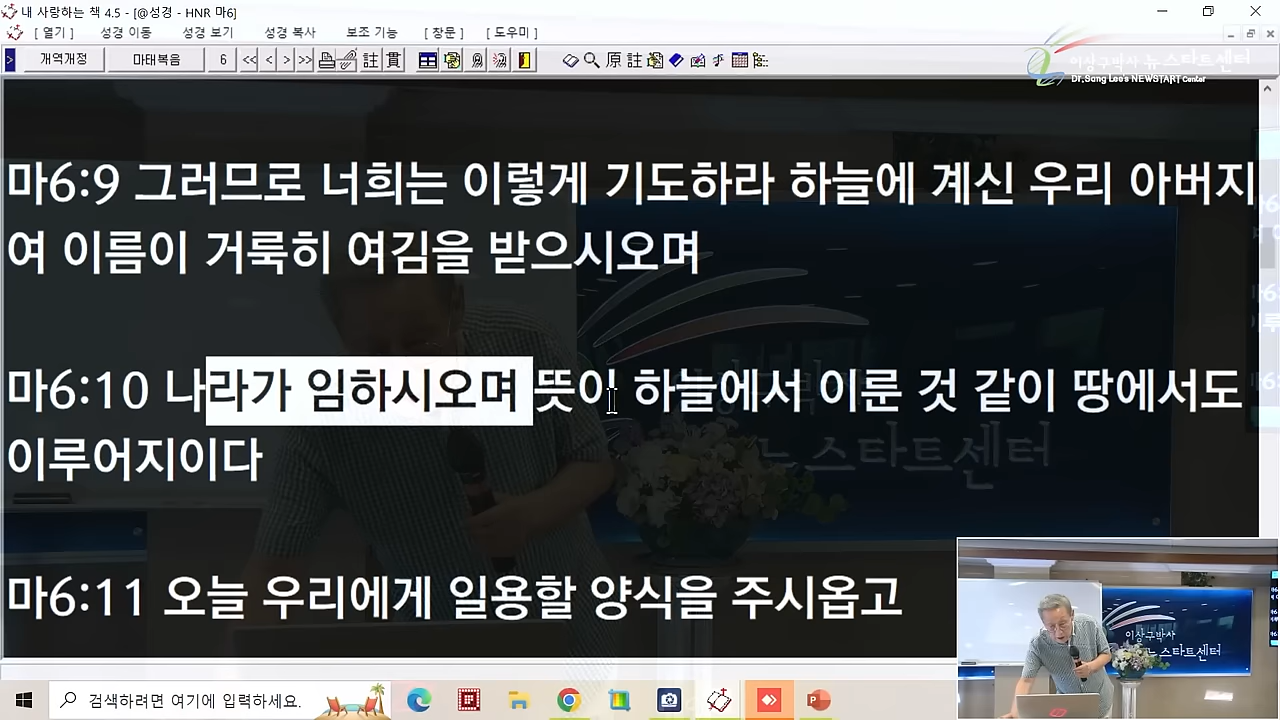 내 사랑하는 책 4.5 - [@성경 - HNR 마6]
[ 열기 ] 성경 이동 성경 보기 성경 복사 보조 기능 [ 창문 ] [ 도우미 ]
개역개정 마태복음 6 << < > >> 註 貫 原 註
이상구박사 뉴스타트센터
Dr.Sang Lee's NEWSTART Center
마6:9 그러므로 너희는 이렇게 기도하라 하늘에 계신 우리 아버지
여 이름이 거룩히 여김을 받으시오며
마6:10 나라가 임하시오며 뜻이 하늘에서 이룬 것 같이 땅에서도
이루어지이다
마6:11 오늘 우리에게 일용할 양식을 주시옵고
이상구박사
뉴스타트센터
검색하려면 여기에 입력하세요.